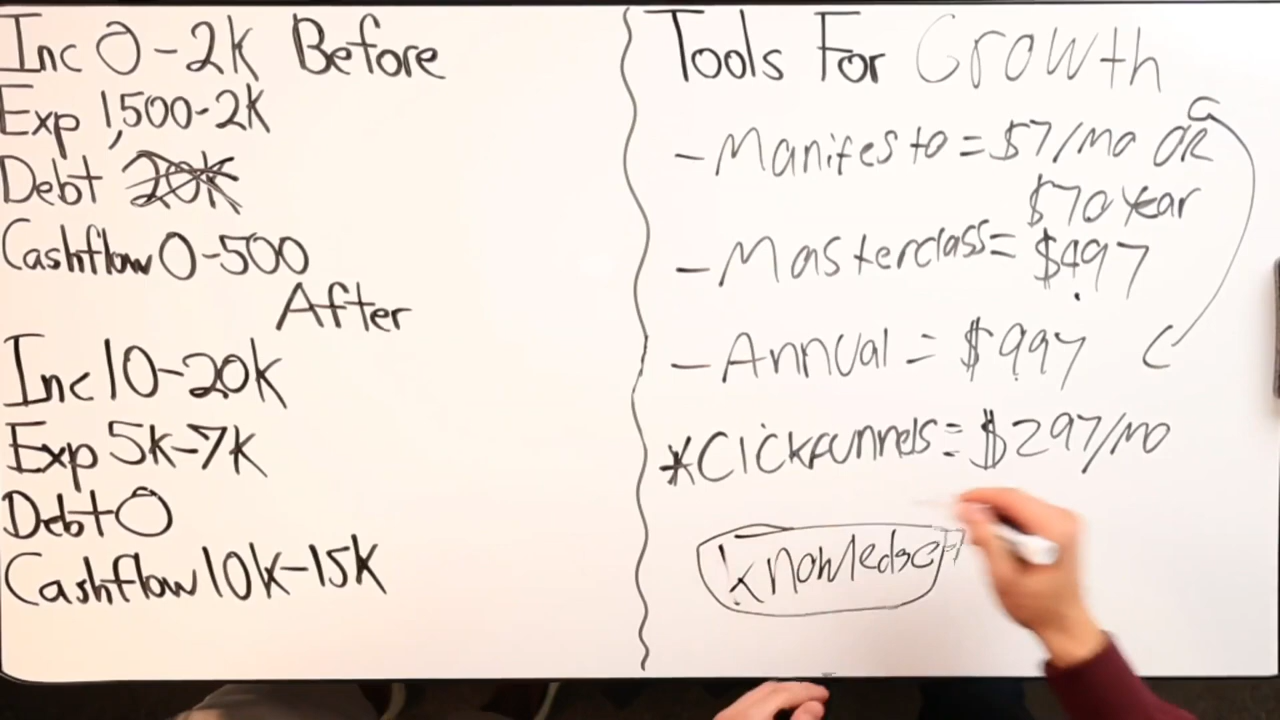 Inc 0-2k Before
Exp 1,500-2k
Debt 20k
Cashflow 0-500
After
Inc 10-20k
Exp 5k-7k
Debt 0
Cashflow 10k-15k
Tools For Growth
- Manifesto = $7/mo OR
$70 Year
- Masterclass = $497
- Annual = $997
*Clickfunnels = $297/mo
knowledge